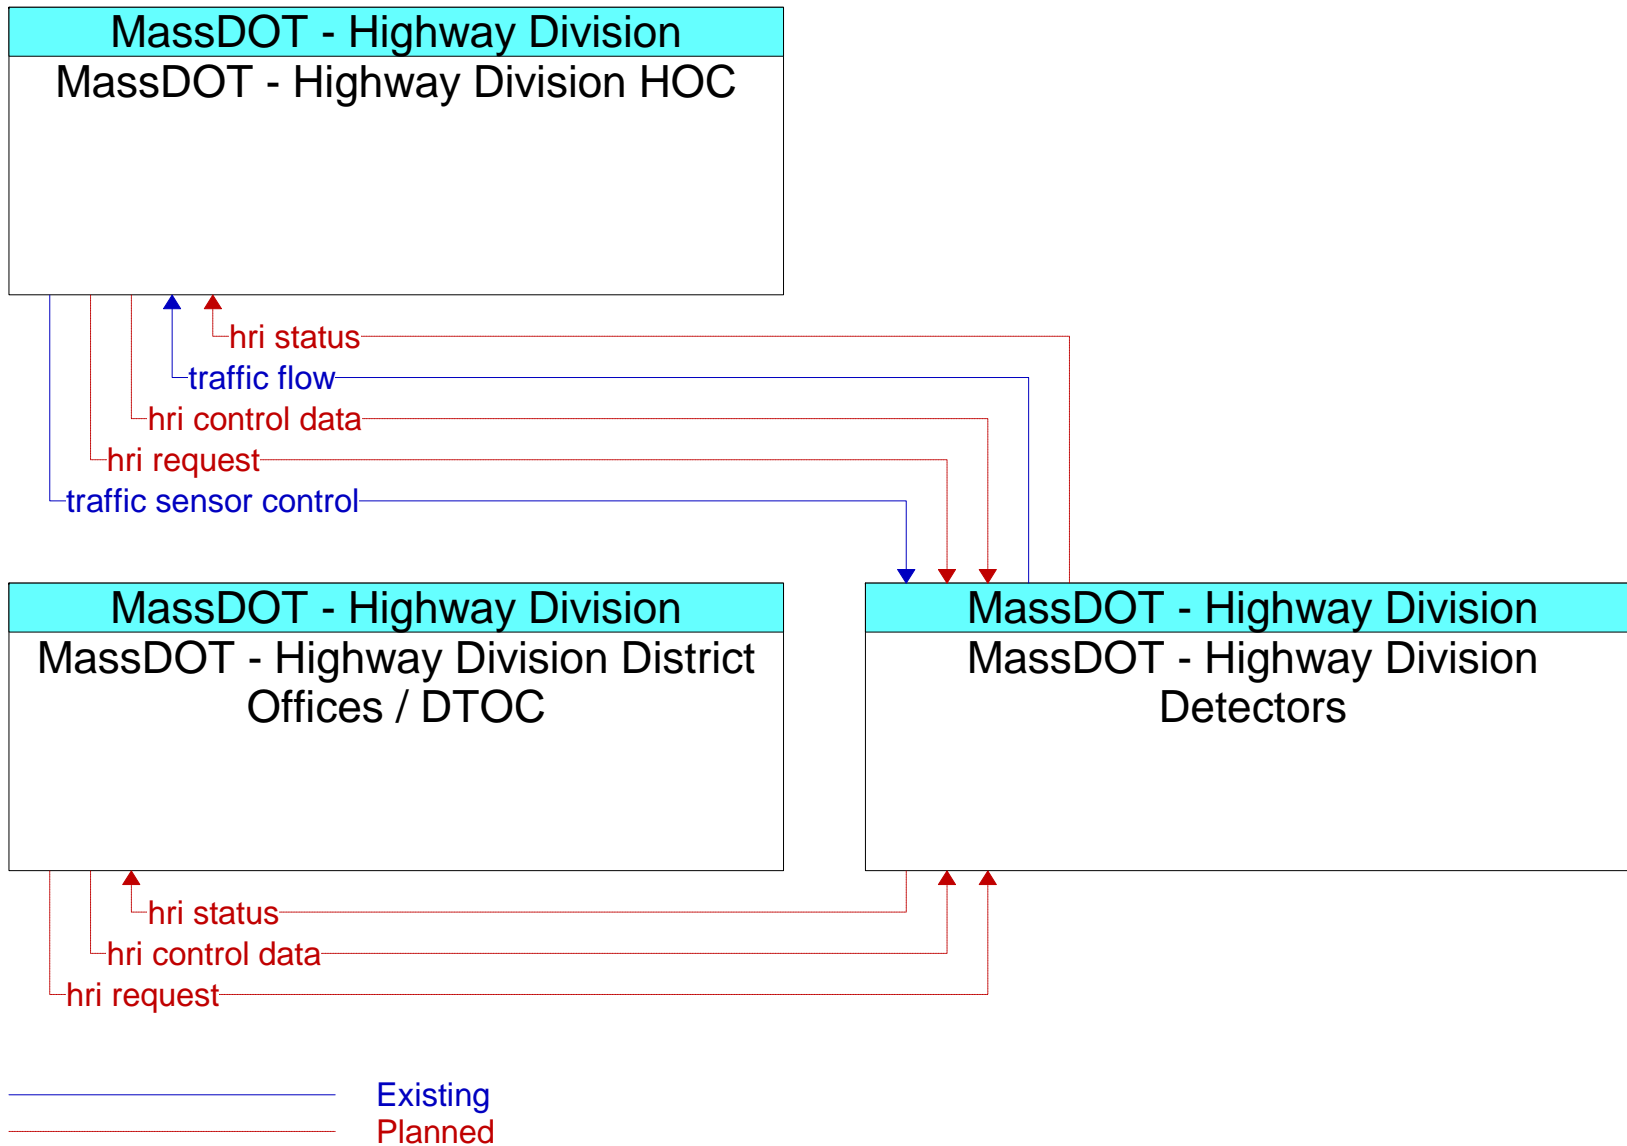 MassDOT - Highway Division
MassDOT - Highway Division HOC
hri status
traffic flow
hri control data
hri request
traffic sensor control
MassDOT - Highway Division
MassDOT - Highway Division District
Offices / DTOC
MassDOT - Highway Division
MassDOT - Highway Division
Detectors
hri status
hri control data
hri request
Existing
Planned